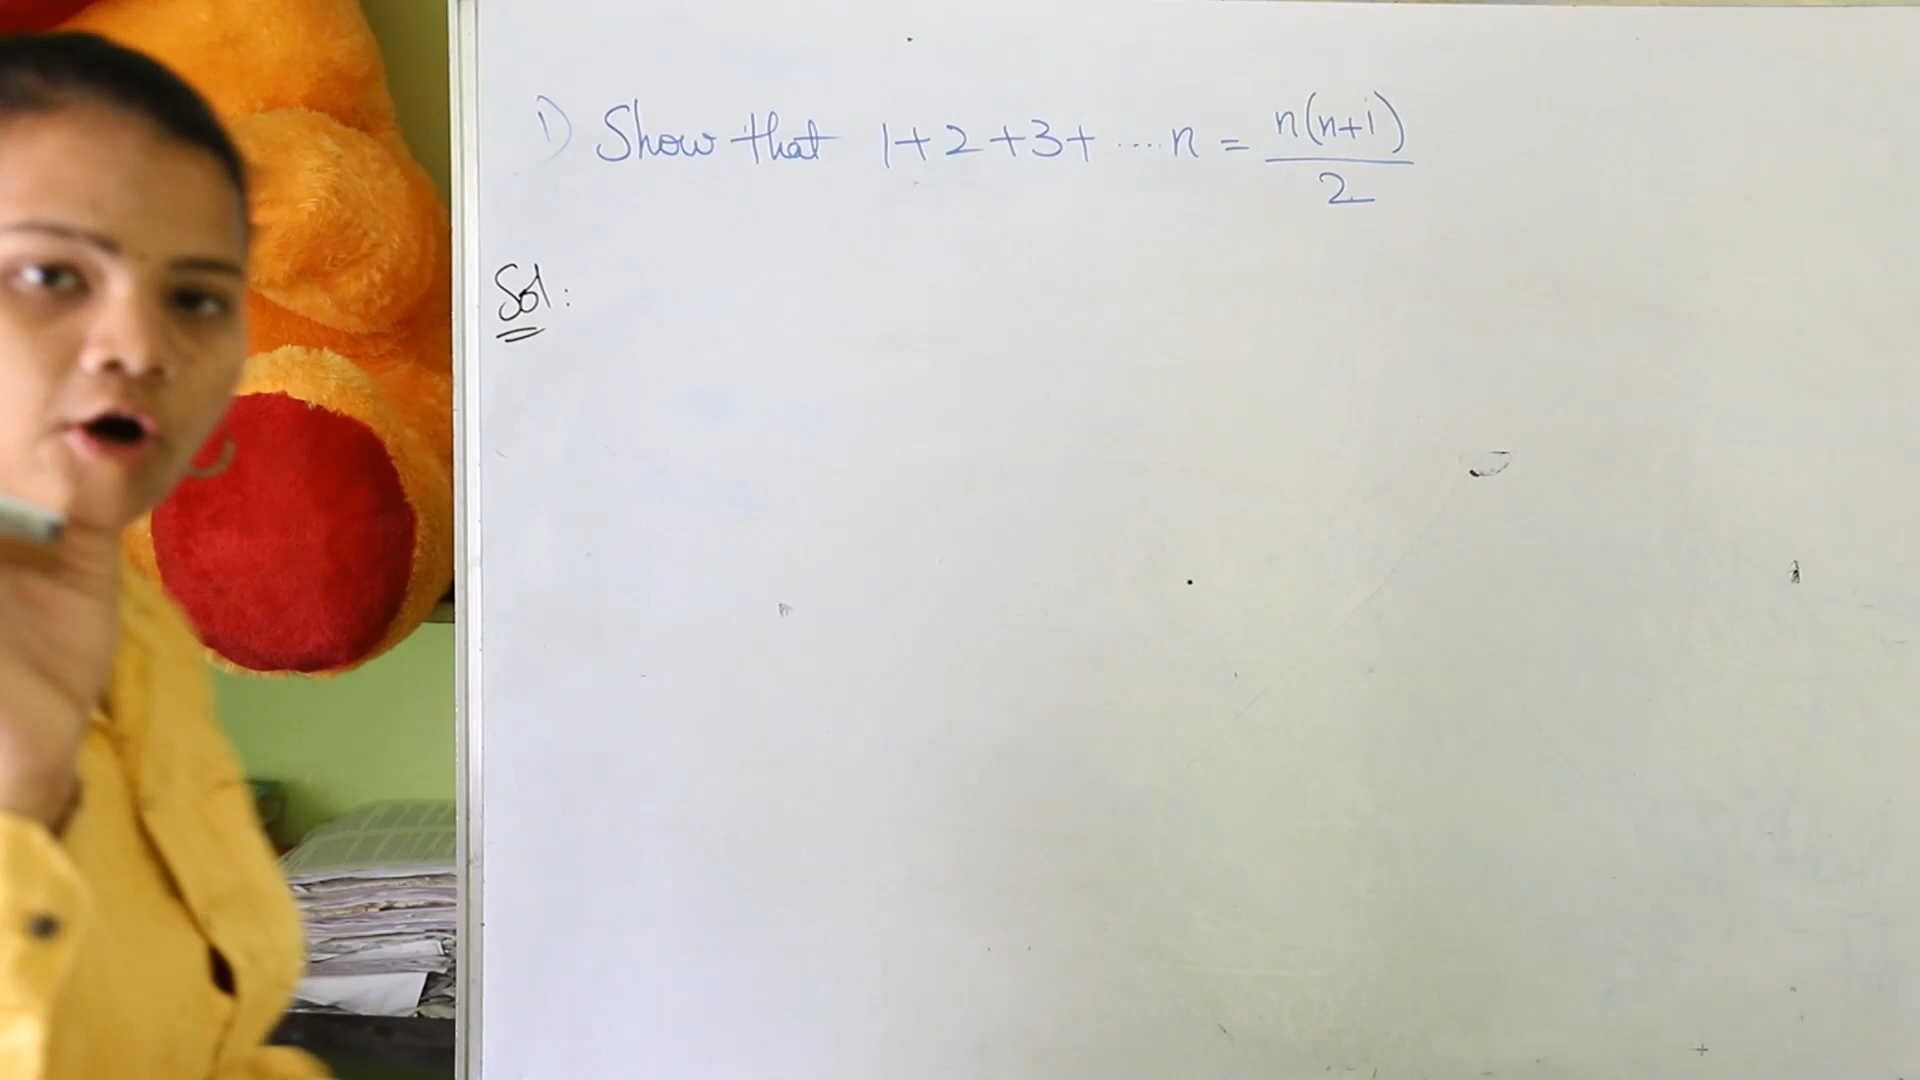 1) Show that 1+2+3+ ....n = n(n+1)/2
Sol: